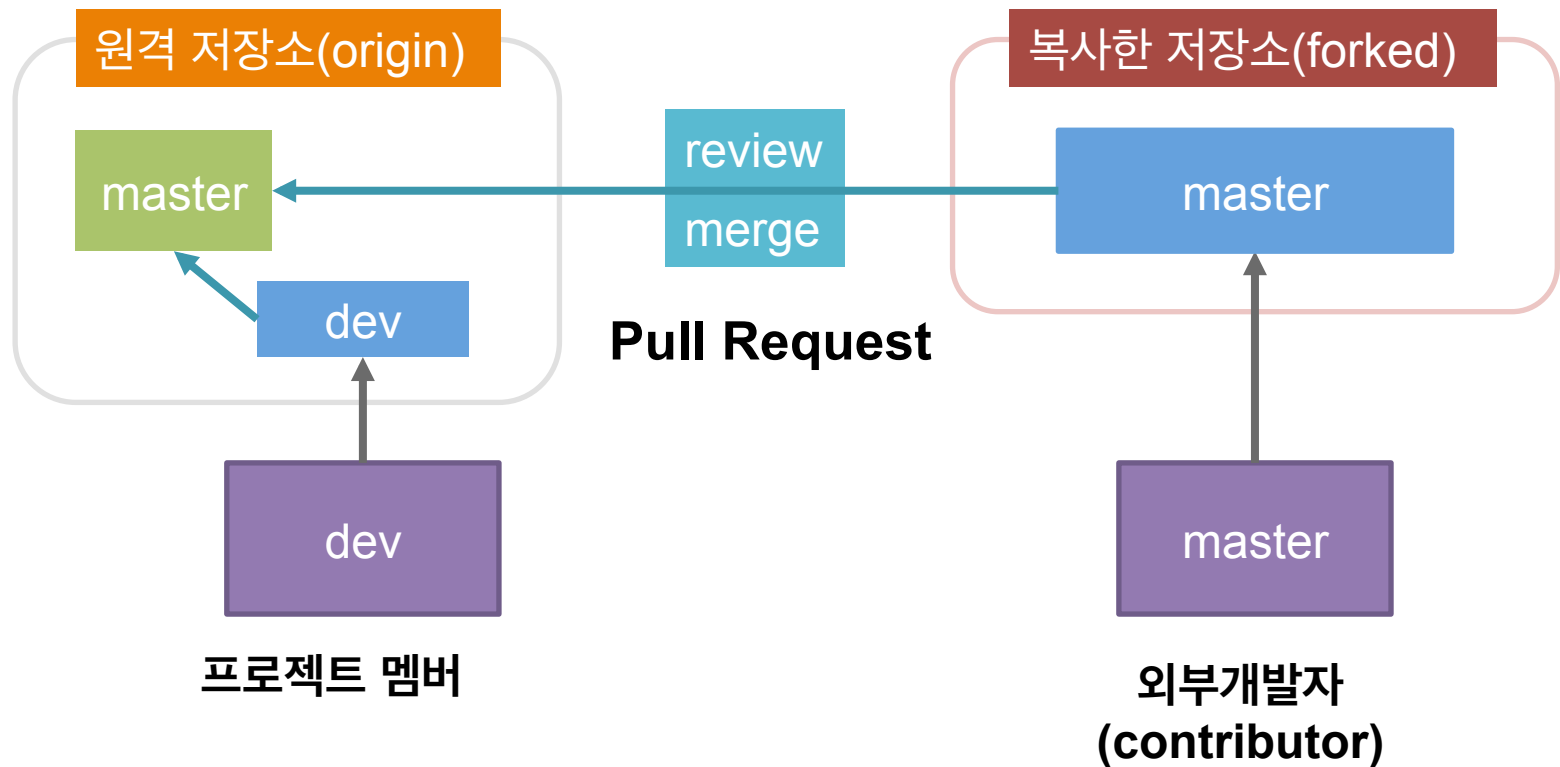 원격 저장소(origin)
복사한 저장소(forked)
master
review
merge
master
dev
Pull Request
dev
master
프로젝트 멤버
외부개발자
(contributor)